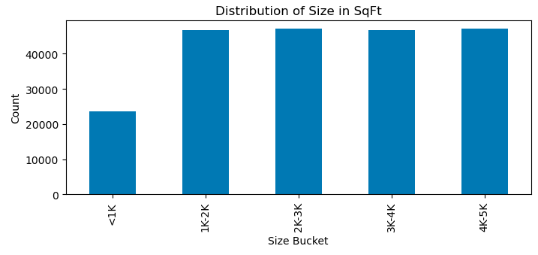 Distribution of Size in SqFt
Count
40000
30000
20000
10000
0
<1K
1K-2K
2K-3K
3K-4K
4K-5K
Size Bucket